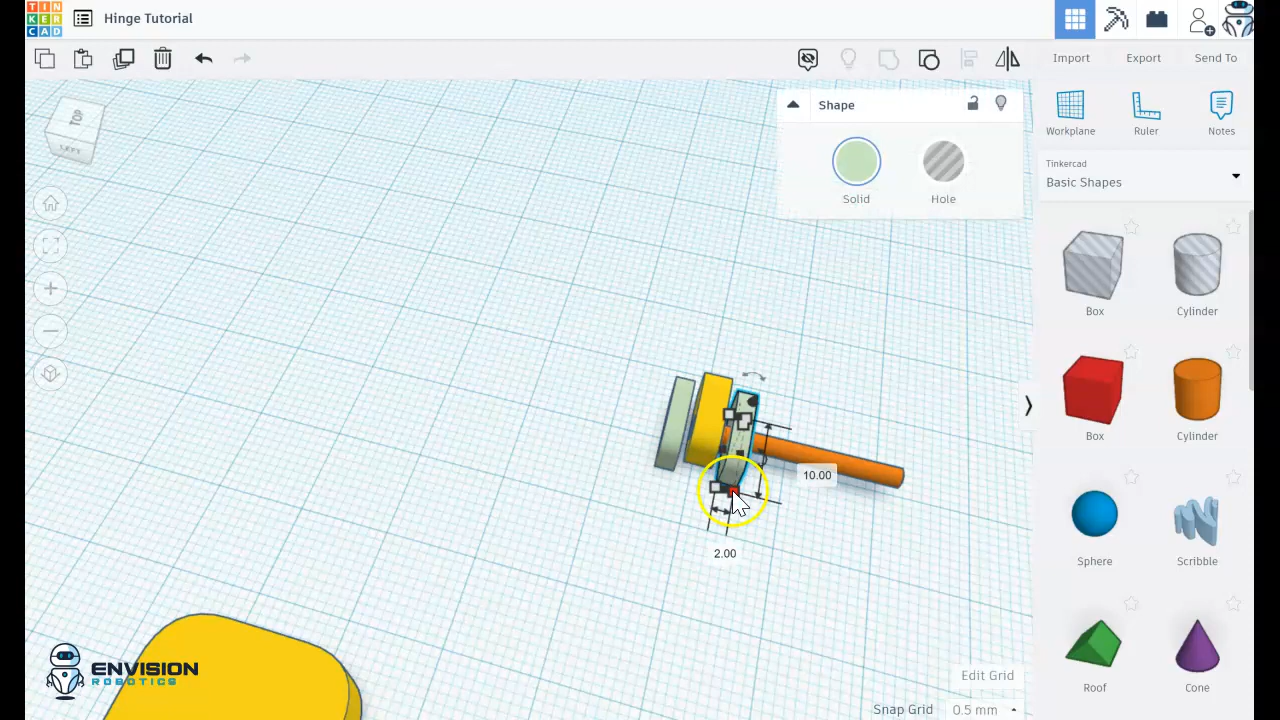 TIN
KER
CAD
Hinge Tutorial
Import
Export
Send To
Shape
Workplane
Ruler
Notes
Solid
Hole
Tinkercad
Basic Shapes
LEFT
Box
Cylinder
Box
Cylinder
10.00
2.00
Sphere
Scribble
Roof
Cone
ENVISION
ROBOTICS
Edit Grid
Snap Grid
0.5 mm